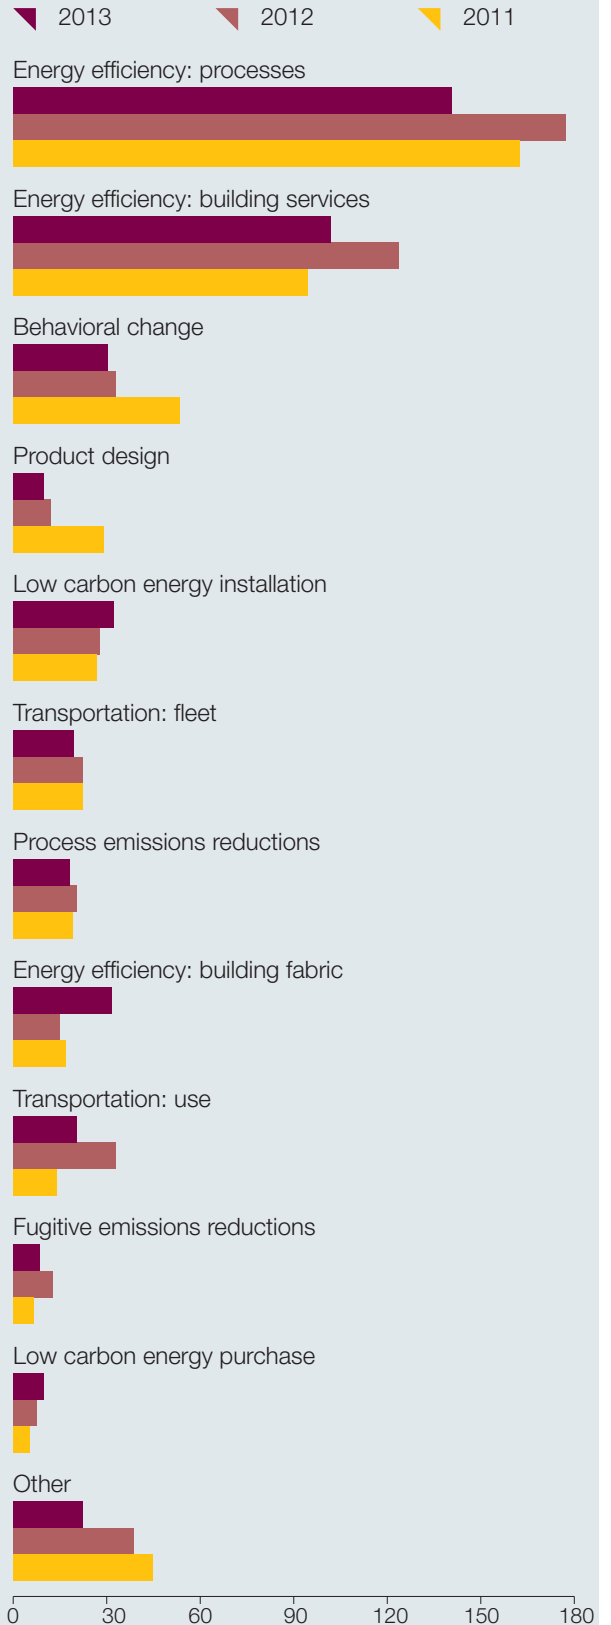 2013 2012 2011
Energy efficiency: processes
Energy efficiency: building services
Behavioral change
Product design
Low carbon energy installation
Transportation: fleet
Process emissions reductions
Energy efficiency: building fabric
Transportation: use
Fugitive emissions reductions
Low carbon energy purchase
Other
0 30 60 90 120 150 180